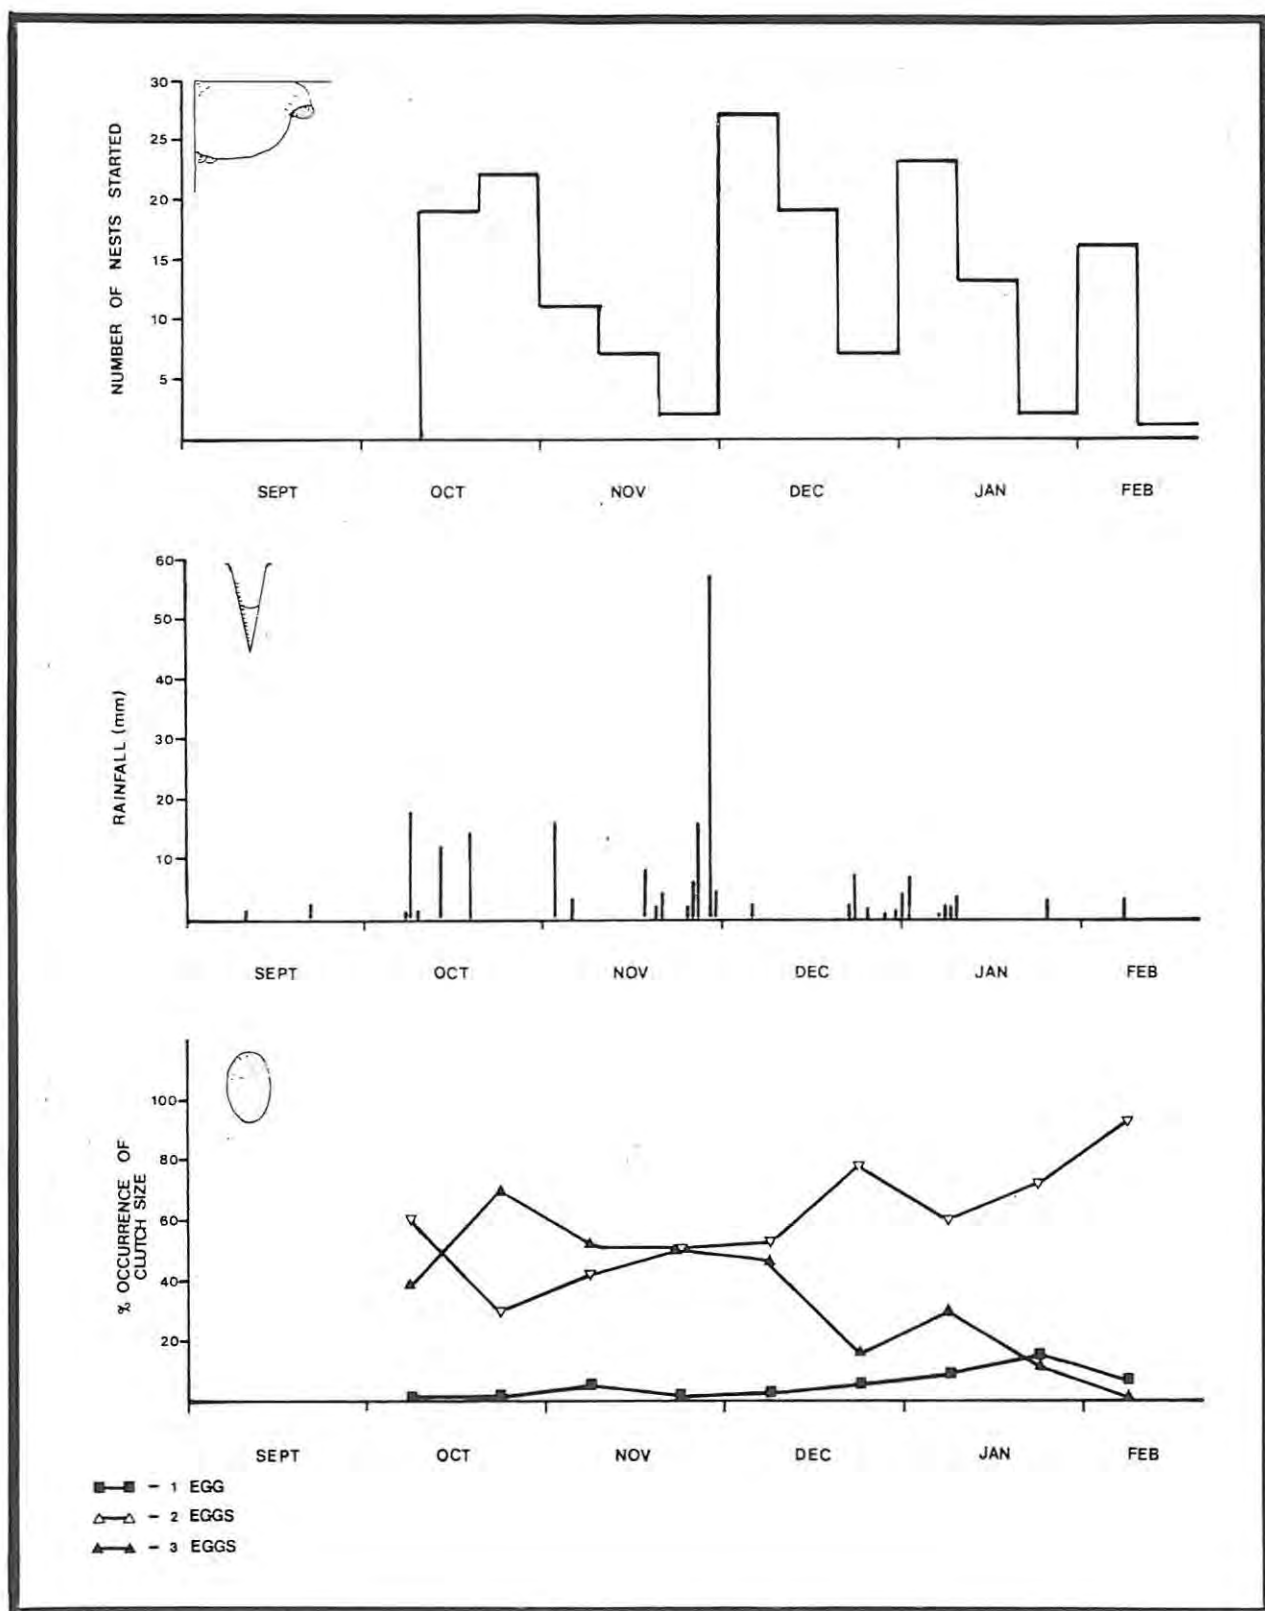 NUMBER OF NESTS STARTED
30
25
20
15
10
5
SEPT OCT NOV DEC JAN FEB
RAINFALL (mm)
60
50
40
30
20
10
SEPT OCT NOV DEC JAN FEB
% OCCURRENCE OF
CLUTCH SIZE
100
80
60
40
20
SEPT OCT NOV DEC JAN FEB
- 1 EGG
- 2 EGGS
- 3 EGGS